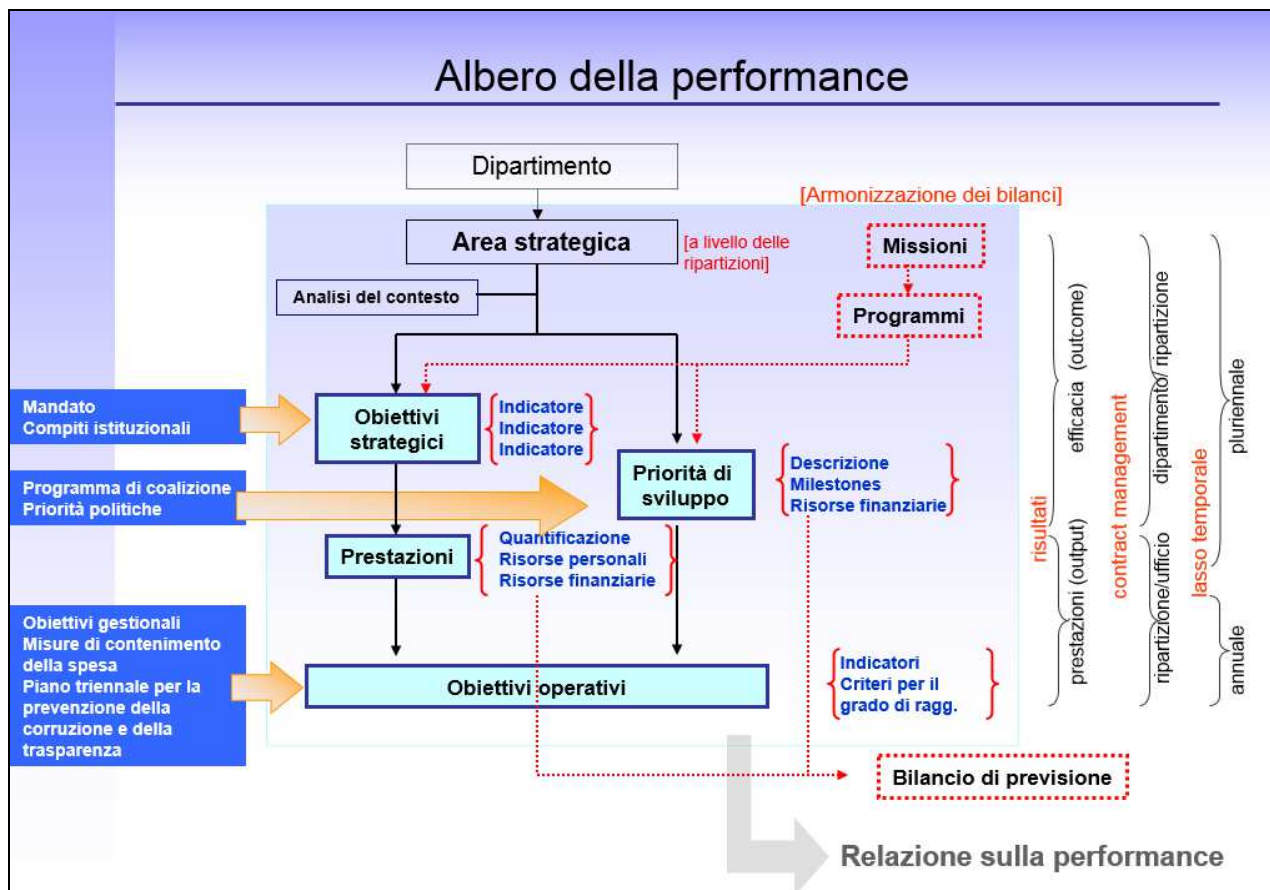 Albero della performance
Dipartimento
[Armonizzazione dei bilanci]
Area strategica
[a livello delle
ripartizioni]
Missioni
Analisi del contesto
Programmi
Mandato
Compiti istituzionali
Obiettivi
strategici
Indicatore
Indicatore
Indicatore
Programma di coalizione
Priorità politiche
Priorità di
sviluppo
Descrizione
Milestones
Risorse finanziarie
Prestazioni
Quantificazione
Risorse personali
Risorse finanziarie
Obiettivi gestionali
Misure di contenimento
della spesa
Piano triennale per la
prevenzione della
corruzione e della
trasparenza
Obiettivi operativi
Indicatori
Criteri per il
grado di ragg.
Bilancio di previsione
Relazione sulla performance
risultati
efficacia (outcome)
prestazioni (output)
contract management
dipartimento/ ripartizione
ripartizione/ufficio
lasso temporale
pluriennale
annuale